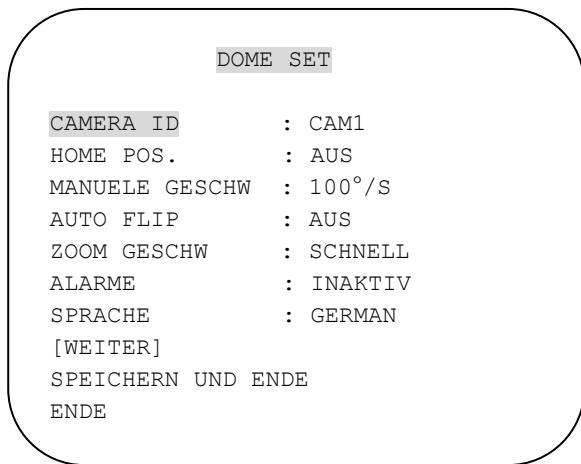 DOME SET
CAMERA ID : CAM1
HOME POS. : AUS
MANUELE GESCHW : 100°/S
AUTO FLIP : AUS
ZOOM GESCHW : SCHNELL
ALARME : INAKTIV
SPRACHE : GERMAN
[WEITER]
SPEICHERN UND ENDE
ENDE